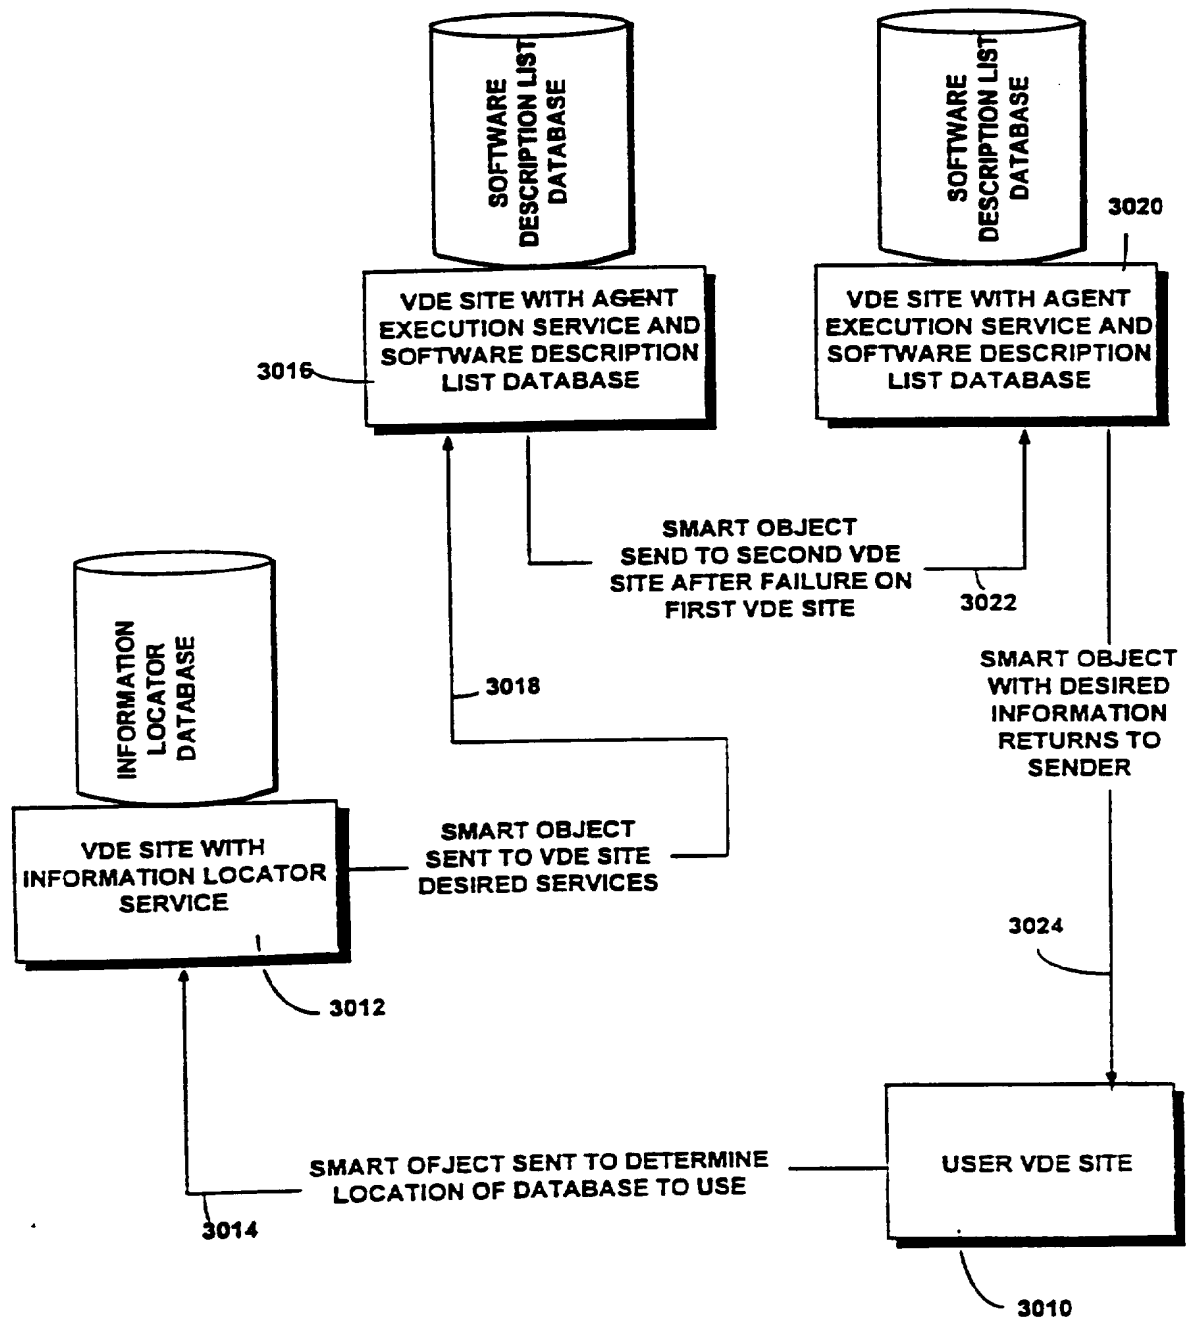 SOFTWARE
DESCRIPTION LIST
DATABASE
SOFTWARE
DESCRIPTION LIST
DATABASE
3020
VDE SITE WITH AGENT
EXECUTION SERVICE AND
SOFTWARE DESCRIPTION
LIST DATABASE
3016
VDE SITE WITH AGENT
EXECUTION SERVICE AND
SOFTWARE DESCRIPTION
LIST DATABASE
SMART OBJECT
SEND TO SECOND VDE
SITE AFTER FAILURE ON
FIRST VDE SITE
3022
INFORMATION
LOCATOR
DATABASE
3018
SMART OBJECT
WITH DESIRED
INFORMATION
RETURNS TO
SENDER
VDE SITE WITH
INFORMATION LOCATOR
SERVICE
SMART OBJECT
SENT TO VDE SITE
DESIRED SERVICES
3024
3012
SMART OFJECT SENT TO DETERMINE
LOCATION OF DATABASE TO USE
3014
USER VDE SITE
3010